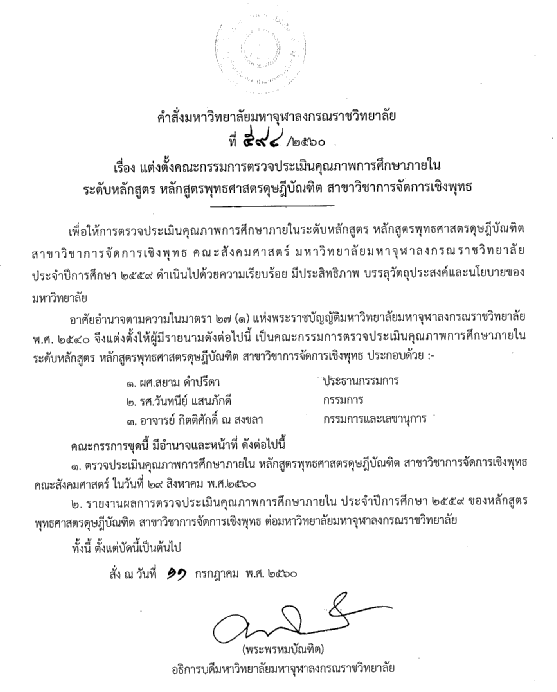 คำสั่งมหาวิทยาลัยมหาจุฬาลงกรณราชวิทยาลัย
ที่ ๕๙๔ /๒๕๖๐
เรื่อง แต่งตั้งคณะกรรมการตรวจประเมินคุณภาพการศึกษาภายใน
ระดับหลักสูตร หลักสูตรพุทธศาสตรดุษฎีบัณฑิต สาขาวิชาการจัดการเชิงพุทธ
เพื่อให้การตรวจประเมินคุณภาพการศึกษาภายในระดับหลักสูตร หลักสูตรพุทธศาสตรดุษฎีบัณฑิต
สาขาวิชาการจัดการเชิงพุทธ คณะสังคมศาสตร์ มหาวิทยาลัยมหาจุฬาลงกรณราชวิทยาลัย
ประจำปีการศึกษา ๒๕๕๙ ดำเนินไปด้วยความเรียบร้อย มีประสิทธิภาพ บรรลุวัตถุประสงค์และนโยบายของ
มหาวิทยาลัย
อาศัยอำนาจตามความในมาตรา ๒๗ (๑) แห่งพระราชบัญญัติมหาวิทยาลัยมหาจุฬาลงกรณราชวิทยาลัย
พ.ศ. ๒๕๔๐ จึงแต่งตั้งให้ผู้มีรายนามดังต่อไปนี้ เป็นคณะกรรมการตรวจประเมินคุณภาพการศึกษาภายใน
ระดับหลักสูตร หลักสูตรพุทธศาสตรดุษฎีบัณฑิต สาขาวิชาการจัดการเชิงพุทธ ประกอบด้วย :-
๑. ผศ.สยาม ดำปรีดา ประธานกรรมการ
๒. รศ.วันทนีย์ แสนภักดี กรรมการ
๓. อาจารย์ กิตติศักดิ์ ณ สงขลา กรรมการและเลขานุการ
คณะกรรการชุดนี้ มีอำนาจและหน้าที่ ดังต่อไปนี้
๑. ตรวจประเมินคุณภาพการศึกษาภายใน หลักสูตรพุทธศาสตรดุษฎีบัณฑิต สาขาวิชาการจัดการเชิงพุทธ
คณะสังคมศาสตร์ ในวันที่ ๒๙ สิงหาคม พ.ศ.๒๕๖๐
๒. รายงานผลการตรวจประเมินคุณภาพการศึกษาภายใน ประจำปีการศึกษา ๒๕๕๙ ของหลักสูตร
พุทธศาสตรดุษฎีบัณฑิต สาขาวิชาการจัดการเชิงพุทธ ต่อมหาวิทยาลัยมหาจุฬาลงกรณราชวิทยาลัย
ทั้งนี้ ตั้งแต่บัดนี้เป็นต้นไป
สั่ง ณ วันที่ ๑๑ กรกฎาคม พ.ศ. ๒๕๖๐
(พระพรหมบัณฑิต)
อธิการบดีมหาวิทยาลัยมหาจุฬาลงกรณราชวิทยาลัย